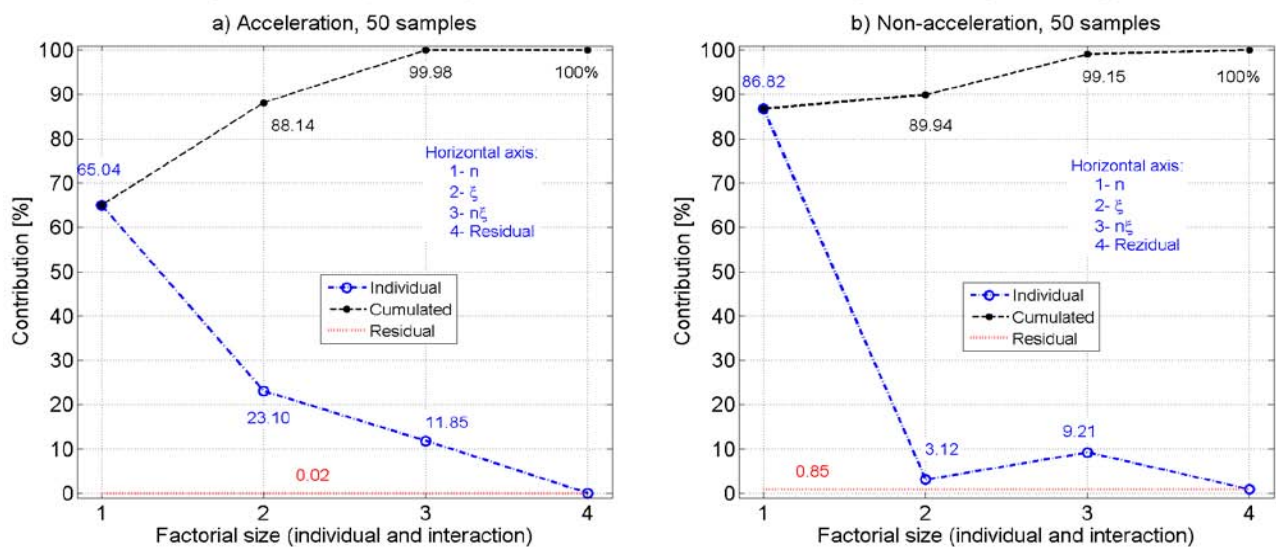 a) Acceleration, 50 samples
100
90
80
70
60
50
40
30
20
10
0
Contribution [%]
65.04
88.14
99.98
100%
Horizontal axis:
1- n
2- ξ
3- nξ
4- Residual
Individual
Cumulated
Residual
23.10
11.85
0.02
1 2 3 4
Factorial size (individual and interaction)
b) Non-acceleration, 50 samples
100
90
80
70
60
50
40
30
20
10
0
Contribution [%]
86.82
89.94
99.15
100%
Horizontal axis:
1- n
2- ξ
3- nξ
4- Rezidual
Individual
Cumulated
Residual
3.12
9.21
0.85
1 2 3 4
Factorial size (individual and interaction)